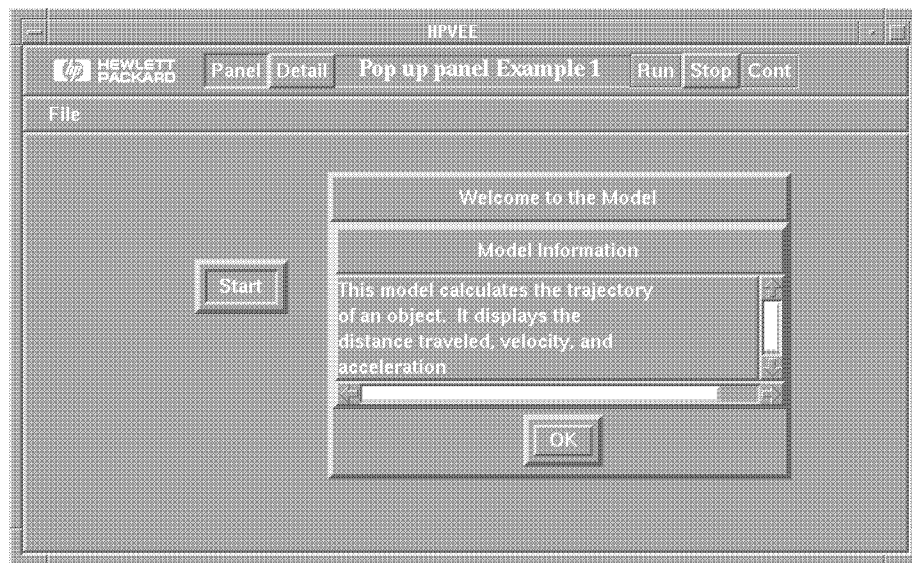 HPVEE
hp HEWLETT PACKARD Panel Detail Pop up panel Example 1 Run Stop Cont
File
Welcome to the Model
Model Information
Start
This model calculates the trajectory
of an object. It displays the
distance traveled, velocity, and
acceleration
OK